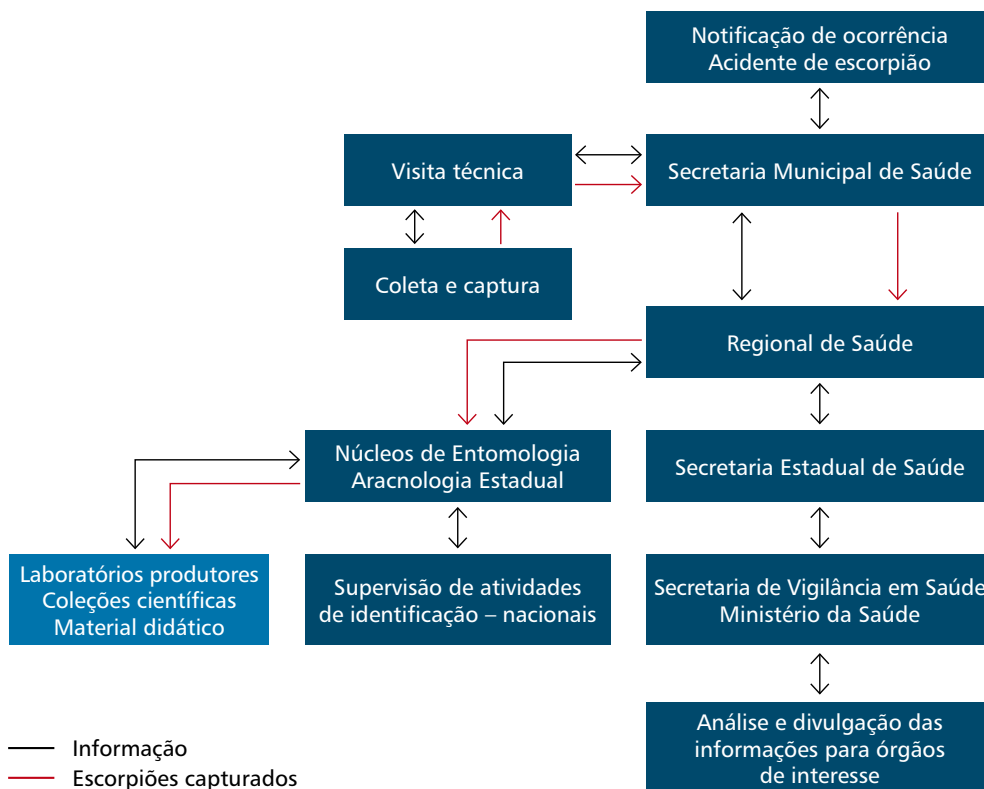 Notificação de ocorrência
Acidente de escorpião
Visita técnica
Secretaria Municipal de Saúde
Coleta e captura
Regional de Saúde
Núcleos de Entomologia
Aracnologia Estadual
Secretaria Estadual de Saúde
Laboratórios produtores
Coleções científicas
Material didático
Supervisão de atividades
de identificação – nacionais
Secretaria de Vigilância em Saúde
Ministério da Saúde
Análise e divulgação das
informações para órgãos
de interesse
Informação
Escorpiões capturados